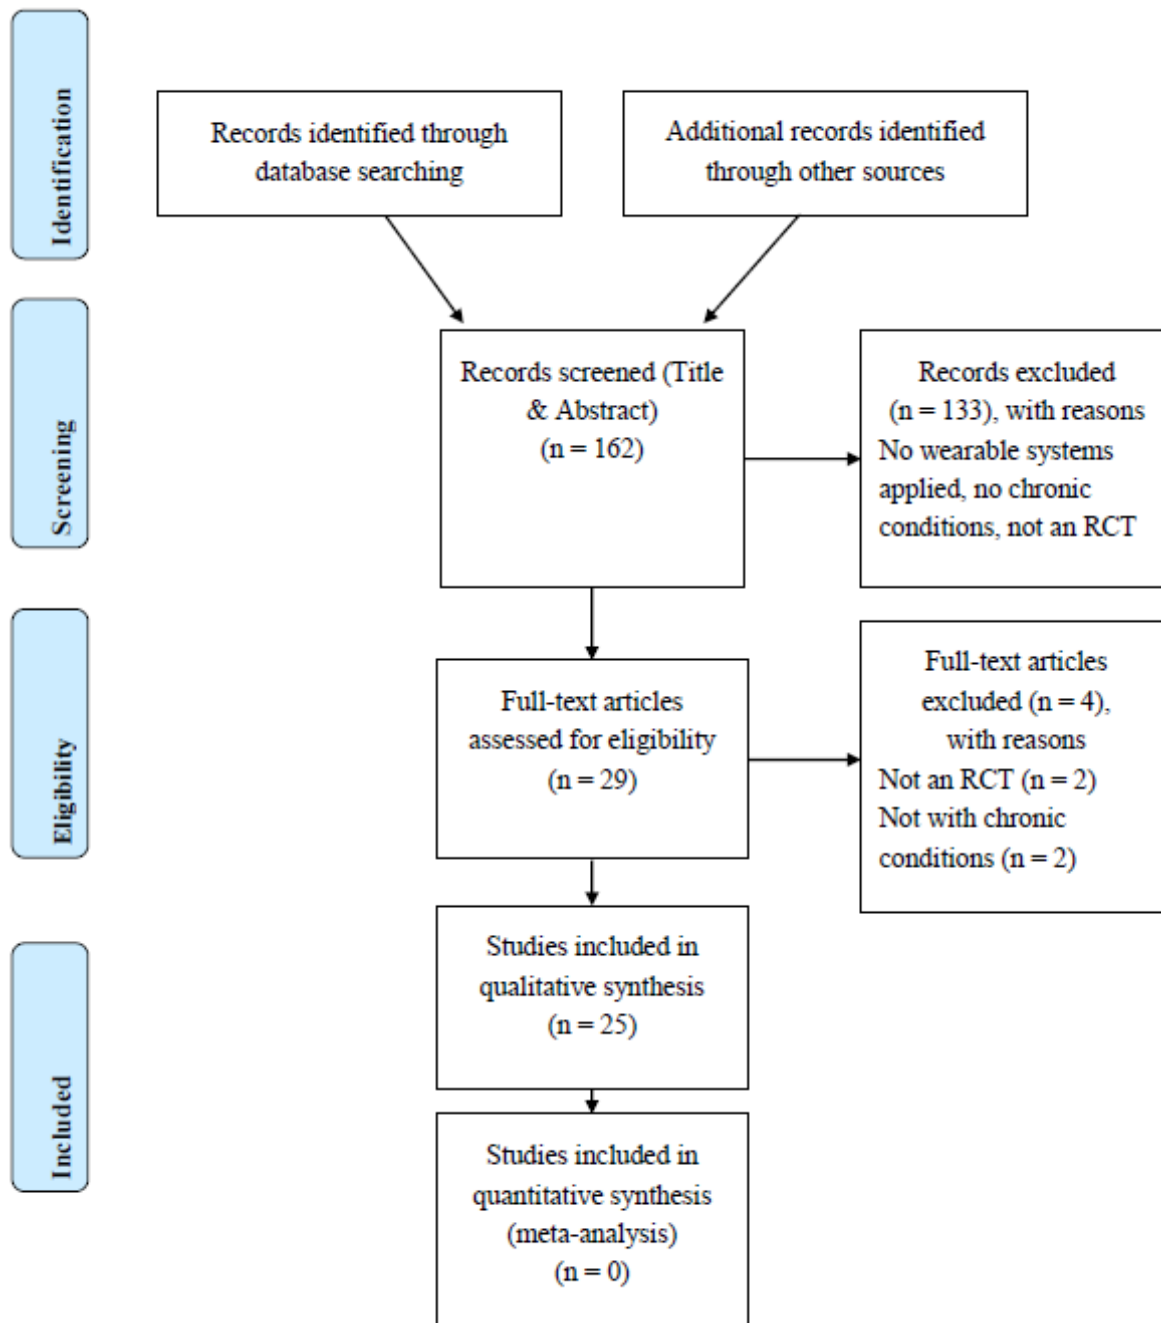 Identification
Records identified through
database searching
Additional records identified
through other sources
Screening
Records screened (Title
& Abstract)
(n = 162)
Records excluded
(n = 133), with reasons
No wearable systems
applied, no chronic
conditions, not an RCT
Eligibility
Full-text articles
assessed for eligibility
(n = 29)
Full-text articles
excluded (n = 4),
with reasons
Not an RCT (n = 2)
Not with chronic
conditions (n = 2)
Included
Studies included in
qualitative synthesis
(n = 25)
Studies included in
quantitative synthesis
(meta-analysis)
(n = 0)